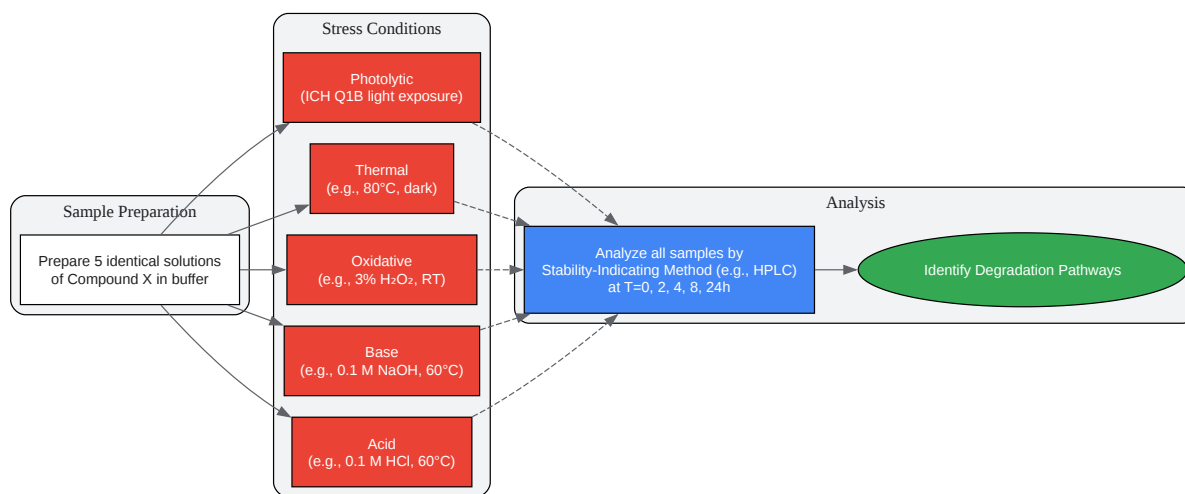 Stress Conditions
Photolytic
(ICH Q1B light exposure)
Thermal
(e.g., 80°C, dark)
Sample Preparation
Prepare 5 identical solutions
of Compound X in buffer
Oxidative
(e.g., 3% H₂O₂, RT)
Base
(e.g., 0.1 M NaOH, 60°C)
Acid
(e.g., 0.1 M HCl, 60°C)
Analysis
Analyze all samples by
Stability-Indicating Method (e.g., HPLC)
at T=0, 2, 4, 8, 24h
Identify Degradation Pathways